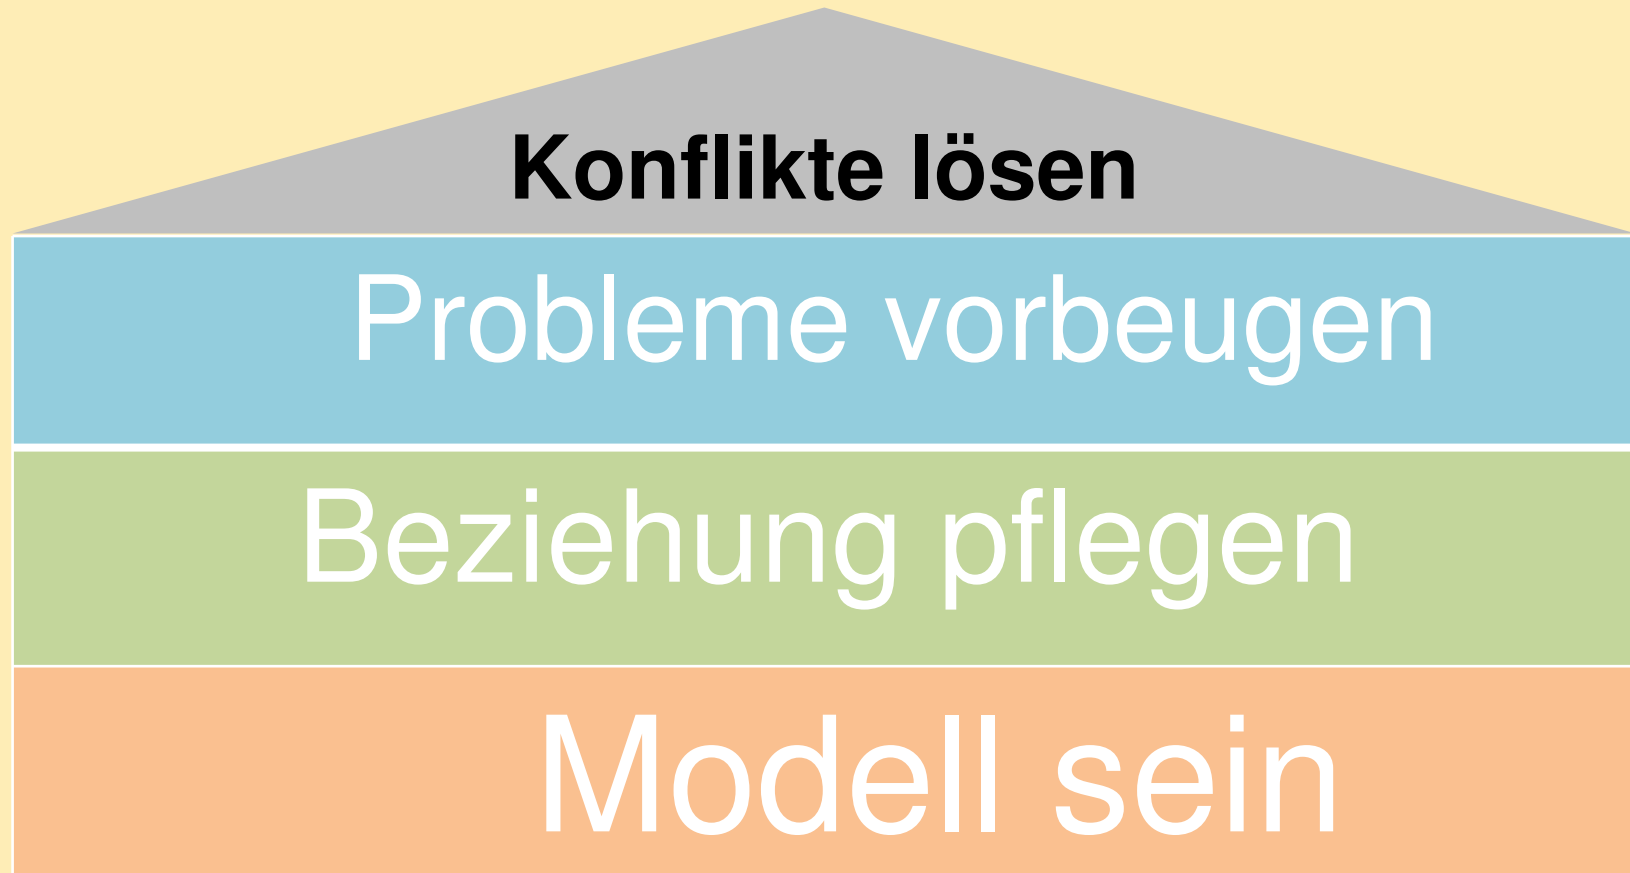 Konflikte lösen
Probleme vorbeugen
Beziehung pflegen
Modell sein